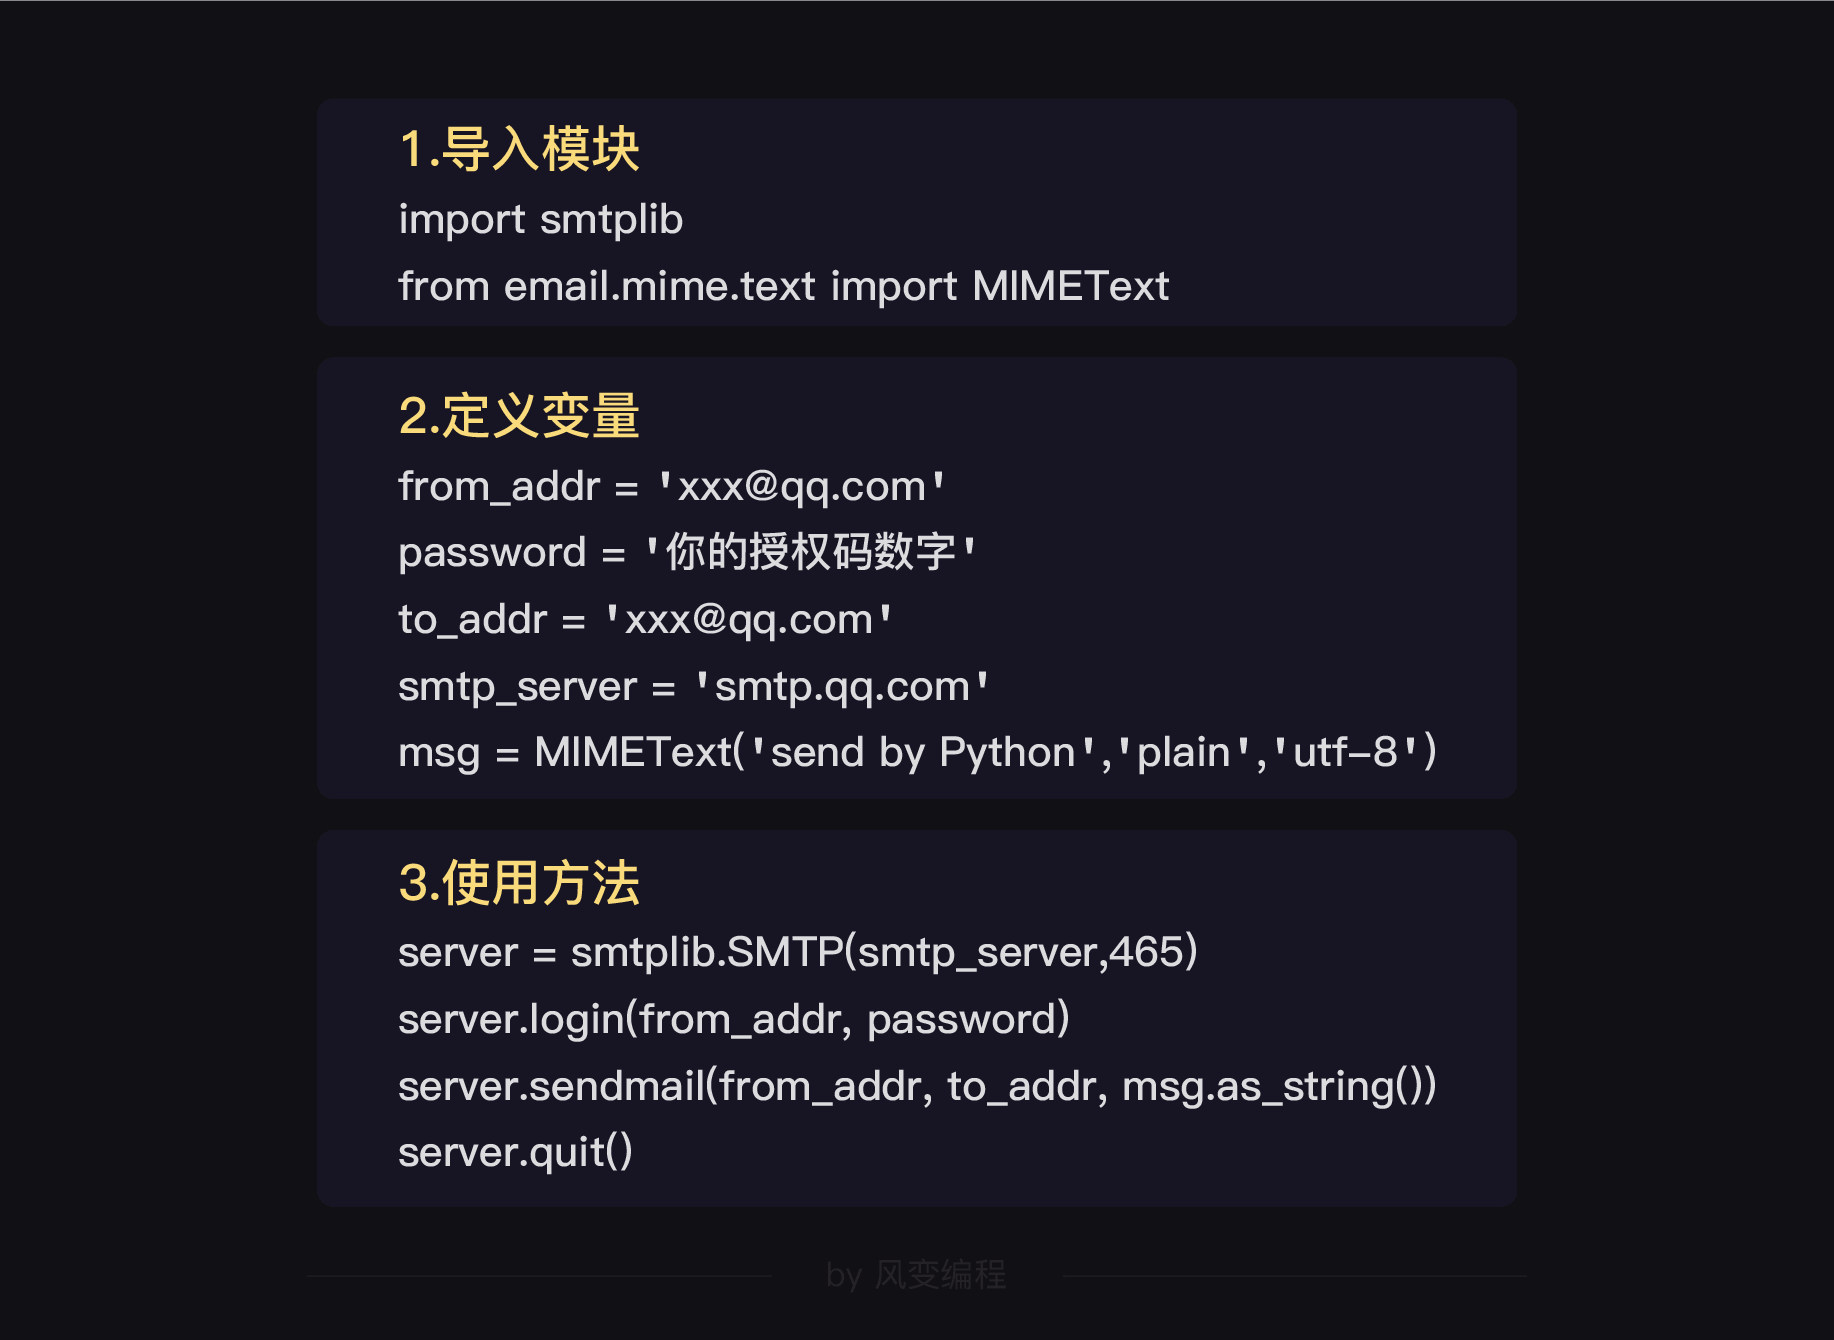 1.导入模块
import smtplib
from email.mime.text import MIMEText
2.定义变量
from_addr = 'xxx@qq.com'
password = '你的授权码数字'
to_addr = 'xxx@qq.com'
smtp_server = 'smtp.qq.com'
msg = MIMEText('send by Python','plain','utf-8')
3.使用方法
server = smtplib.SMTP(smtp_server,465)
server.login(from_addr, password)
server.sendmail(from_addr, to_addr, msg.as_string())
server.quit()
by 风变编程